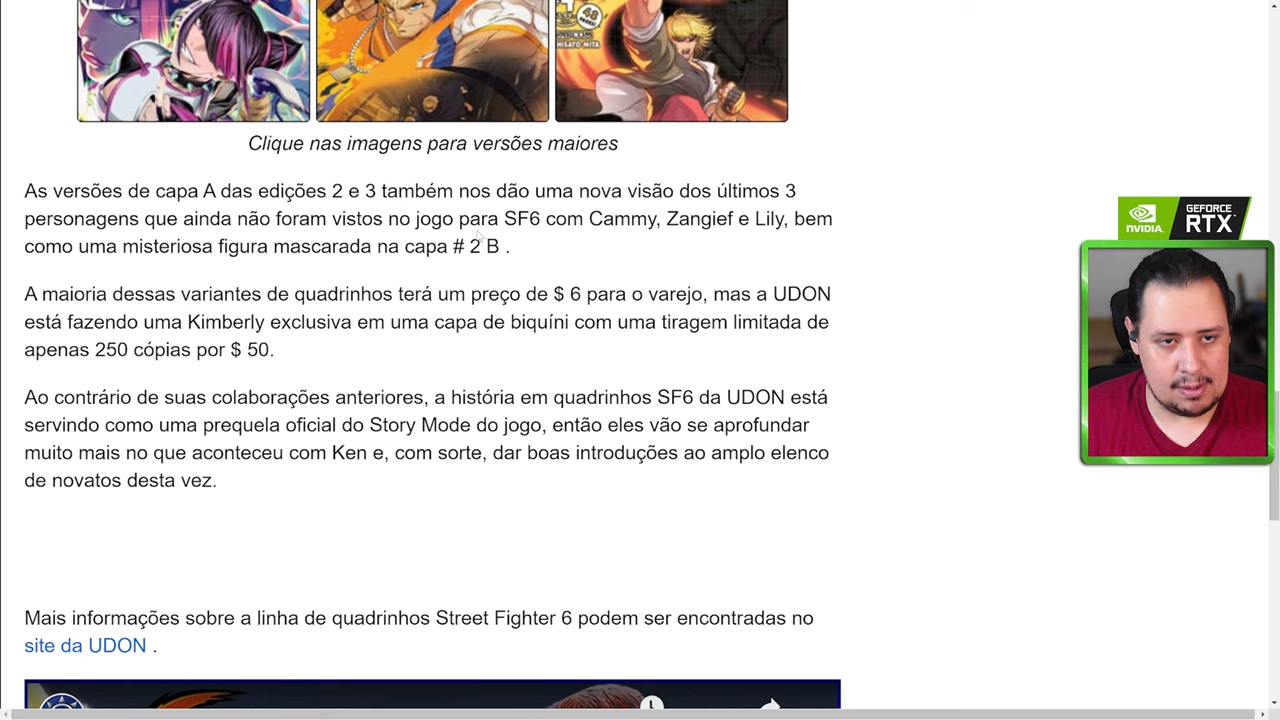 48
HISATO MITA
Clique nas imagens para versões maiores
As versões de capa A das edições 2 e 3 também nos dão uma nova visão dos últimos 3
personagens que ainda não foram vistos no jogo para SF6 com Cammy, Zangief e Lily, bem
como uma misteriosa figura mascarada na capa # 2 B .
A maioria dessas variantes de quadrinhos terá um preço de $ 6 para o varejo, mas a UDON
está fazendo uma Kimberly exclusiva em uma capa de biquíni com uma tiragem limitada de
apenas 250 cópias por $ 50.
Ao contrário de suas colaborações anteriores, a história em quadrinhos SF6 da UDON está
servindo como uma prequela oficial do Story Mode do jogo, então eles vão se aprofundar
muito mais no que aconteceu com Ken e, com sorte, dar boas introduções ao amplo elenco
de novatos desta vez.
Mais informações sobre a linha de quadrinhos Street Fighter 6 podem ser encontradas no
site da UDON .
NVIDIA.
GEFORCE
RTX